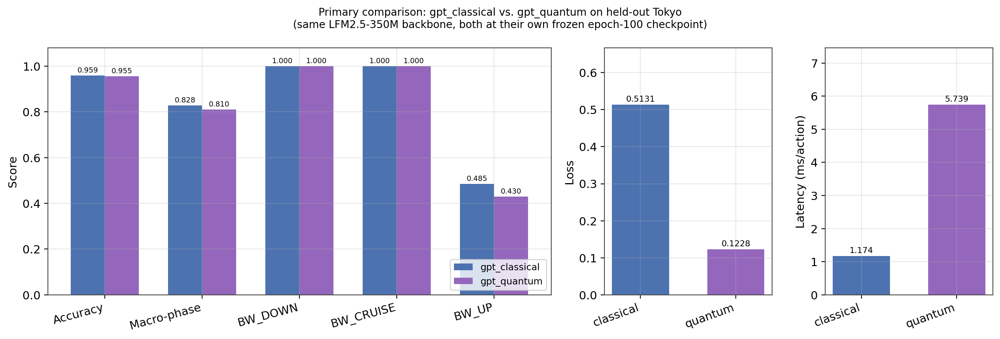 Primary comparison: gpt_classical vs. gpt_quantum on held-out Tokyo
(same LFM2.5-350M backbone, both at their own frozen epoch-100 checkpoint)
Score
1.0
0.8
0.6
0.4
0.2
0.0
0.959
0.955
0.828
0.810
1.000
1.000
1.000
1.000
0.485
0.430
gpt_classical
gpt_quantum
Accuracy
Macro-phase
BW_DOWN
BW_CRUISE
BW_UP
Loss
0.6
0.5
0.4
0.3
0.2
0.1
0.0
0.5131
0.1228
classical
quantum
Latency (ms/action)
7
6
5
4
3
2
1
0
1.174
5.739
classical
quantum